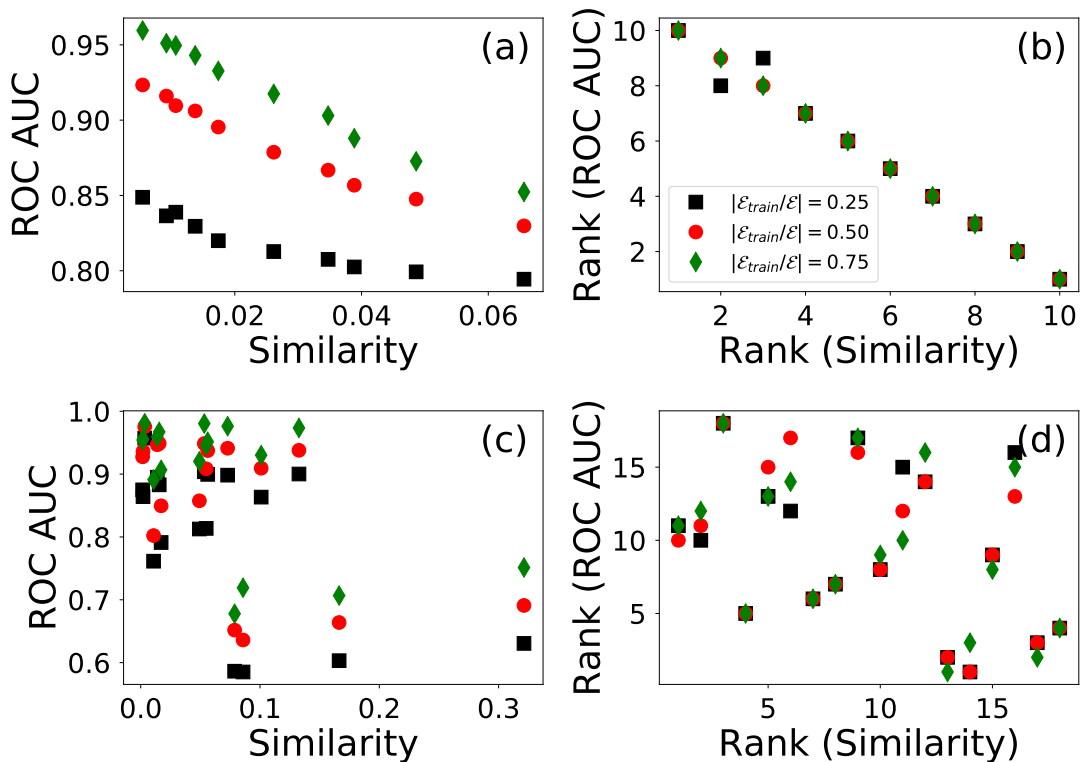 (a)
0.95
0.90
0.85
0.80
ROC AUC
0.02 0.04 0.06
Similarity
(b)
10
8
6
4
2
Rank (ROC AUC)
|ℰ_train/ℰ| = 0.25
|ℰ_train/ℰ| = 0.50
|ℰ_train/ℰ| = 0.75
2 4 6 8 10
Rank (Similarity)
(c)
1.0
0.9
0.8
0.7
0.6
ROC AUC
0.0 0.1 0.2 0.3
Similarity
(d)
15
10
5
Rank (ROC AUC)
5 10 15
Rank (Similarity)